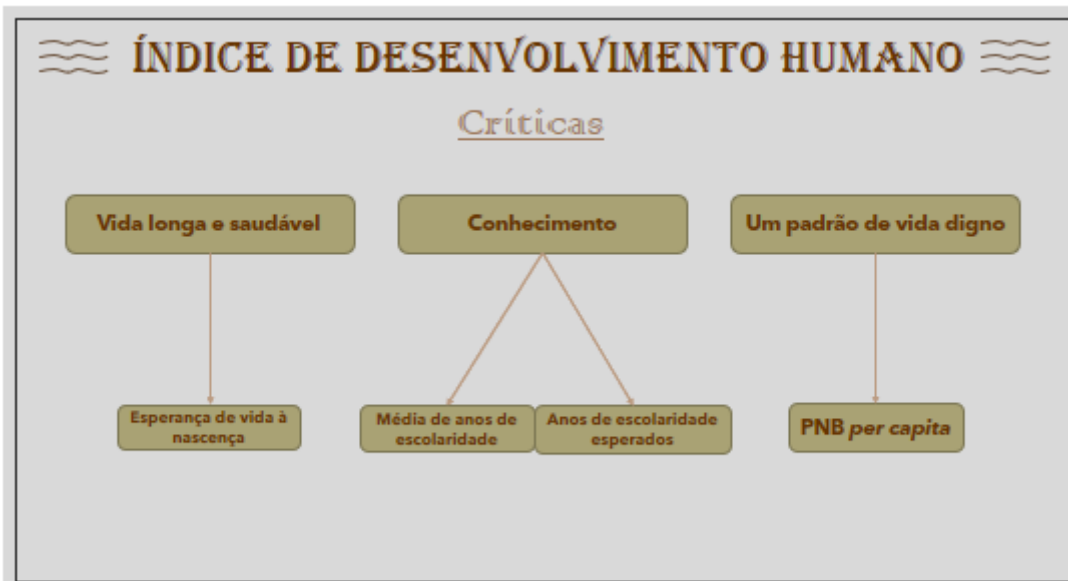 ÍNDICE DE DESENVOLVIMENTO HUMANO
Críticas
Vida longa e saudável
Conhecimento
Um padrão de vida digno
Esperança de vida à
nascença
Média de anos de
escolaridade
Anos de escolaridade
esperados
PNB per capita